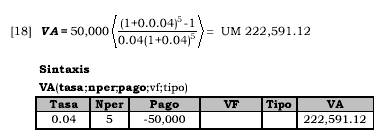 [18] VA = 50,000 ((1+0.0.04)^5-1 / 0.04(1+0.04)^5) = UM 222,591.12
Sintaxis
VA(tasa;nper;pago;vf;tipo)
Tasa Nper Pago VF Tipo VA
0.04 5 -50,000 222,591.12